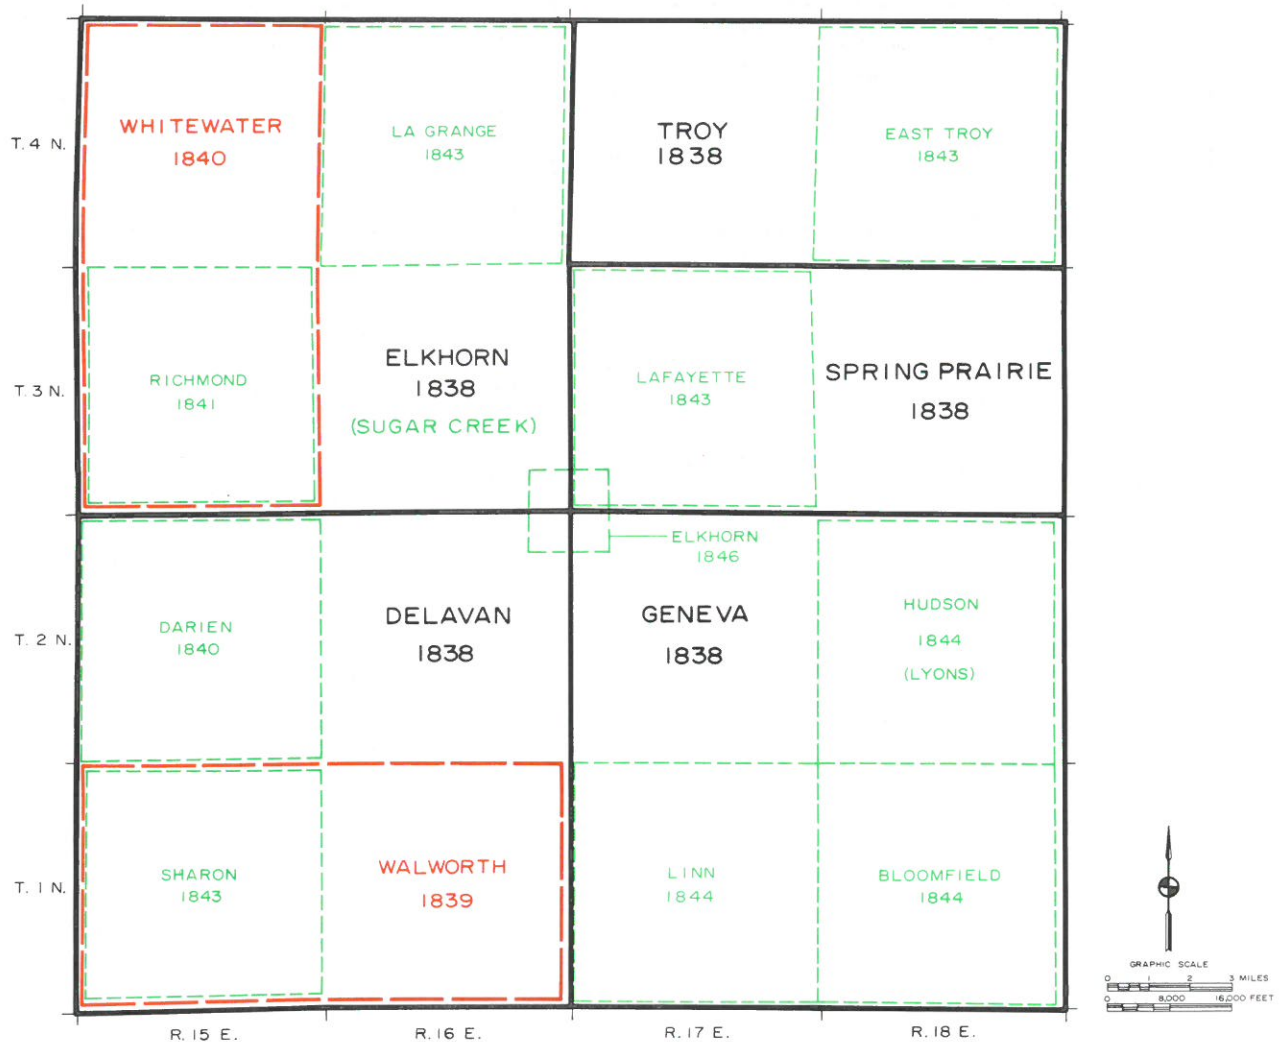 T. 4 N.
WHITEWATER
1840
LA GRANGE
1843
TROY
1838
EAST TROY
1843
T. 3 N.
RICHMOND
1841
ELKHORN
1838
(SUGAR CREEK)
LAFAYETTE
1843
SPRING PRAIRIE
1838
ELKHORN
1846
T. 2 N.
DARIEN
1840
DELAVAN
1838
GENEVA
1838
HUDSON
1844
(LYONS)
T. 1 N.
SHARON
1843
WALWORTH
1839
LINN
1844
BLOOMFIELD
1844
R. 15 E.
R. 16 E.
R. 17 E.
R. 18 E.
GRAPHIC SCALE
0 1 2 3 MILES
0 8,000 16,000 FEET